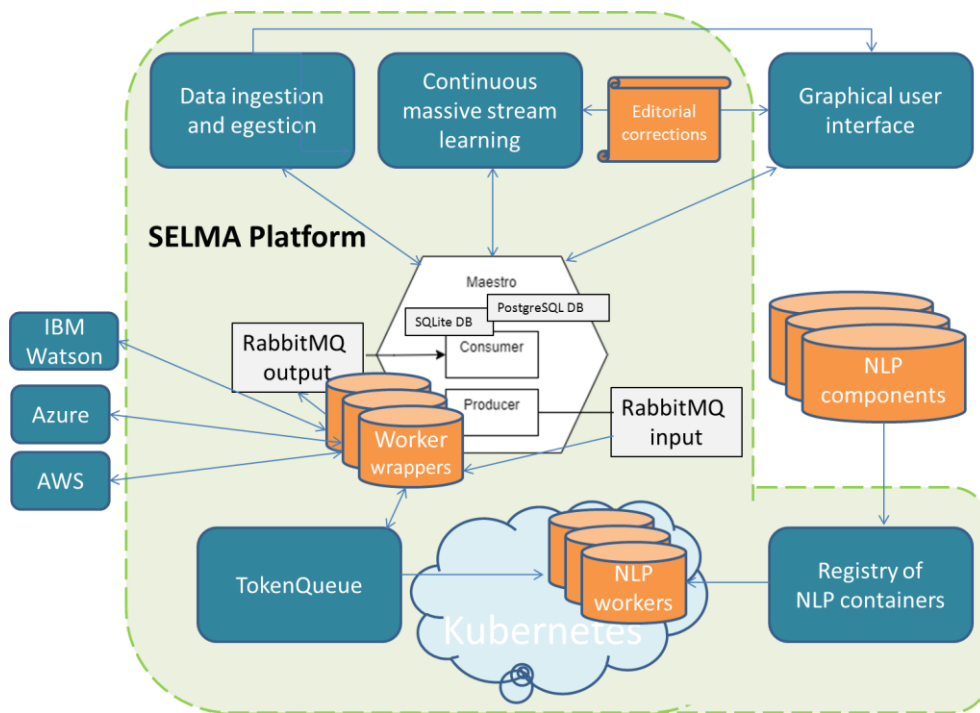 Data ingestion
and egestion
Continuous
massive stream
learning
Editorial
corrections
Graphical user
interface
SELMA Platform
Maestro
PostgreSQL DB
SQLite DB
IBM
Watson
RabbitMQ
output
Consumer
NLP
components
Azure
Producer
RabbitMQ
input
Worker
wrappers
AWS
TokenQueue
NLP
workers
Kubernetes
Registry of
NLP containers